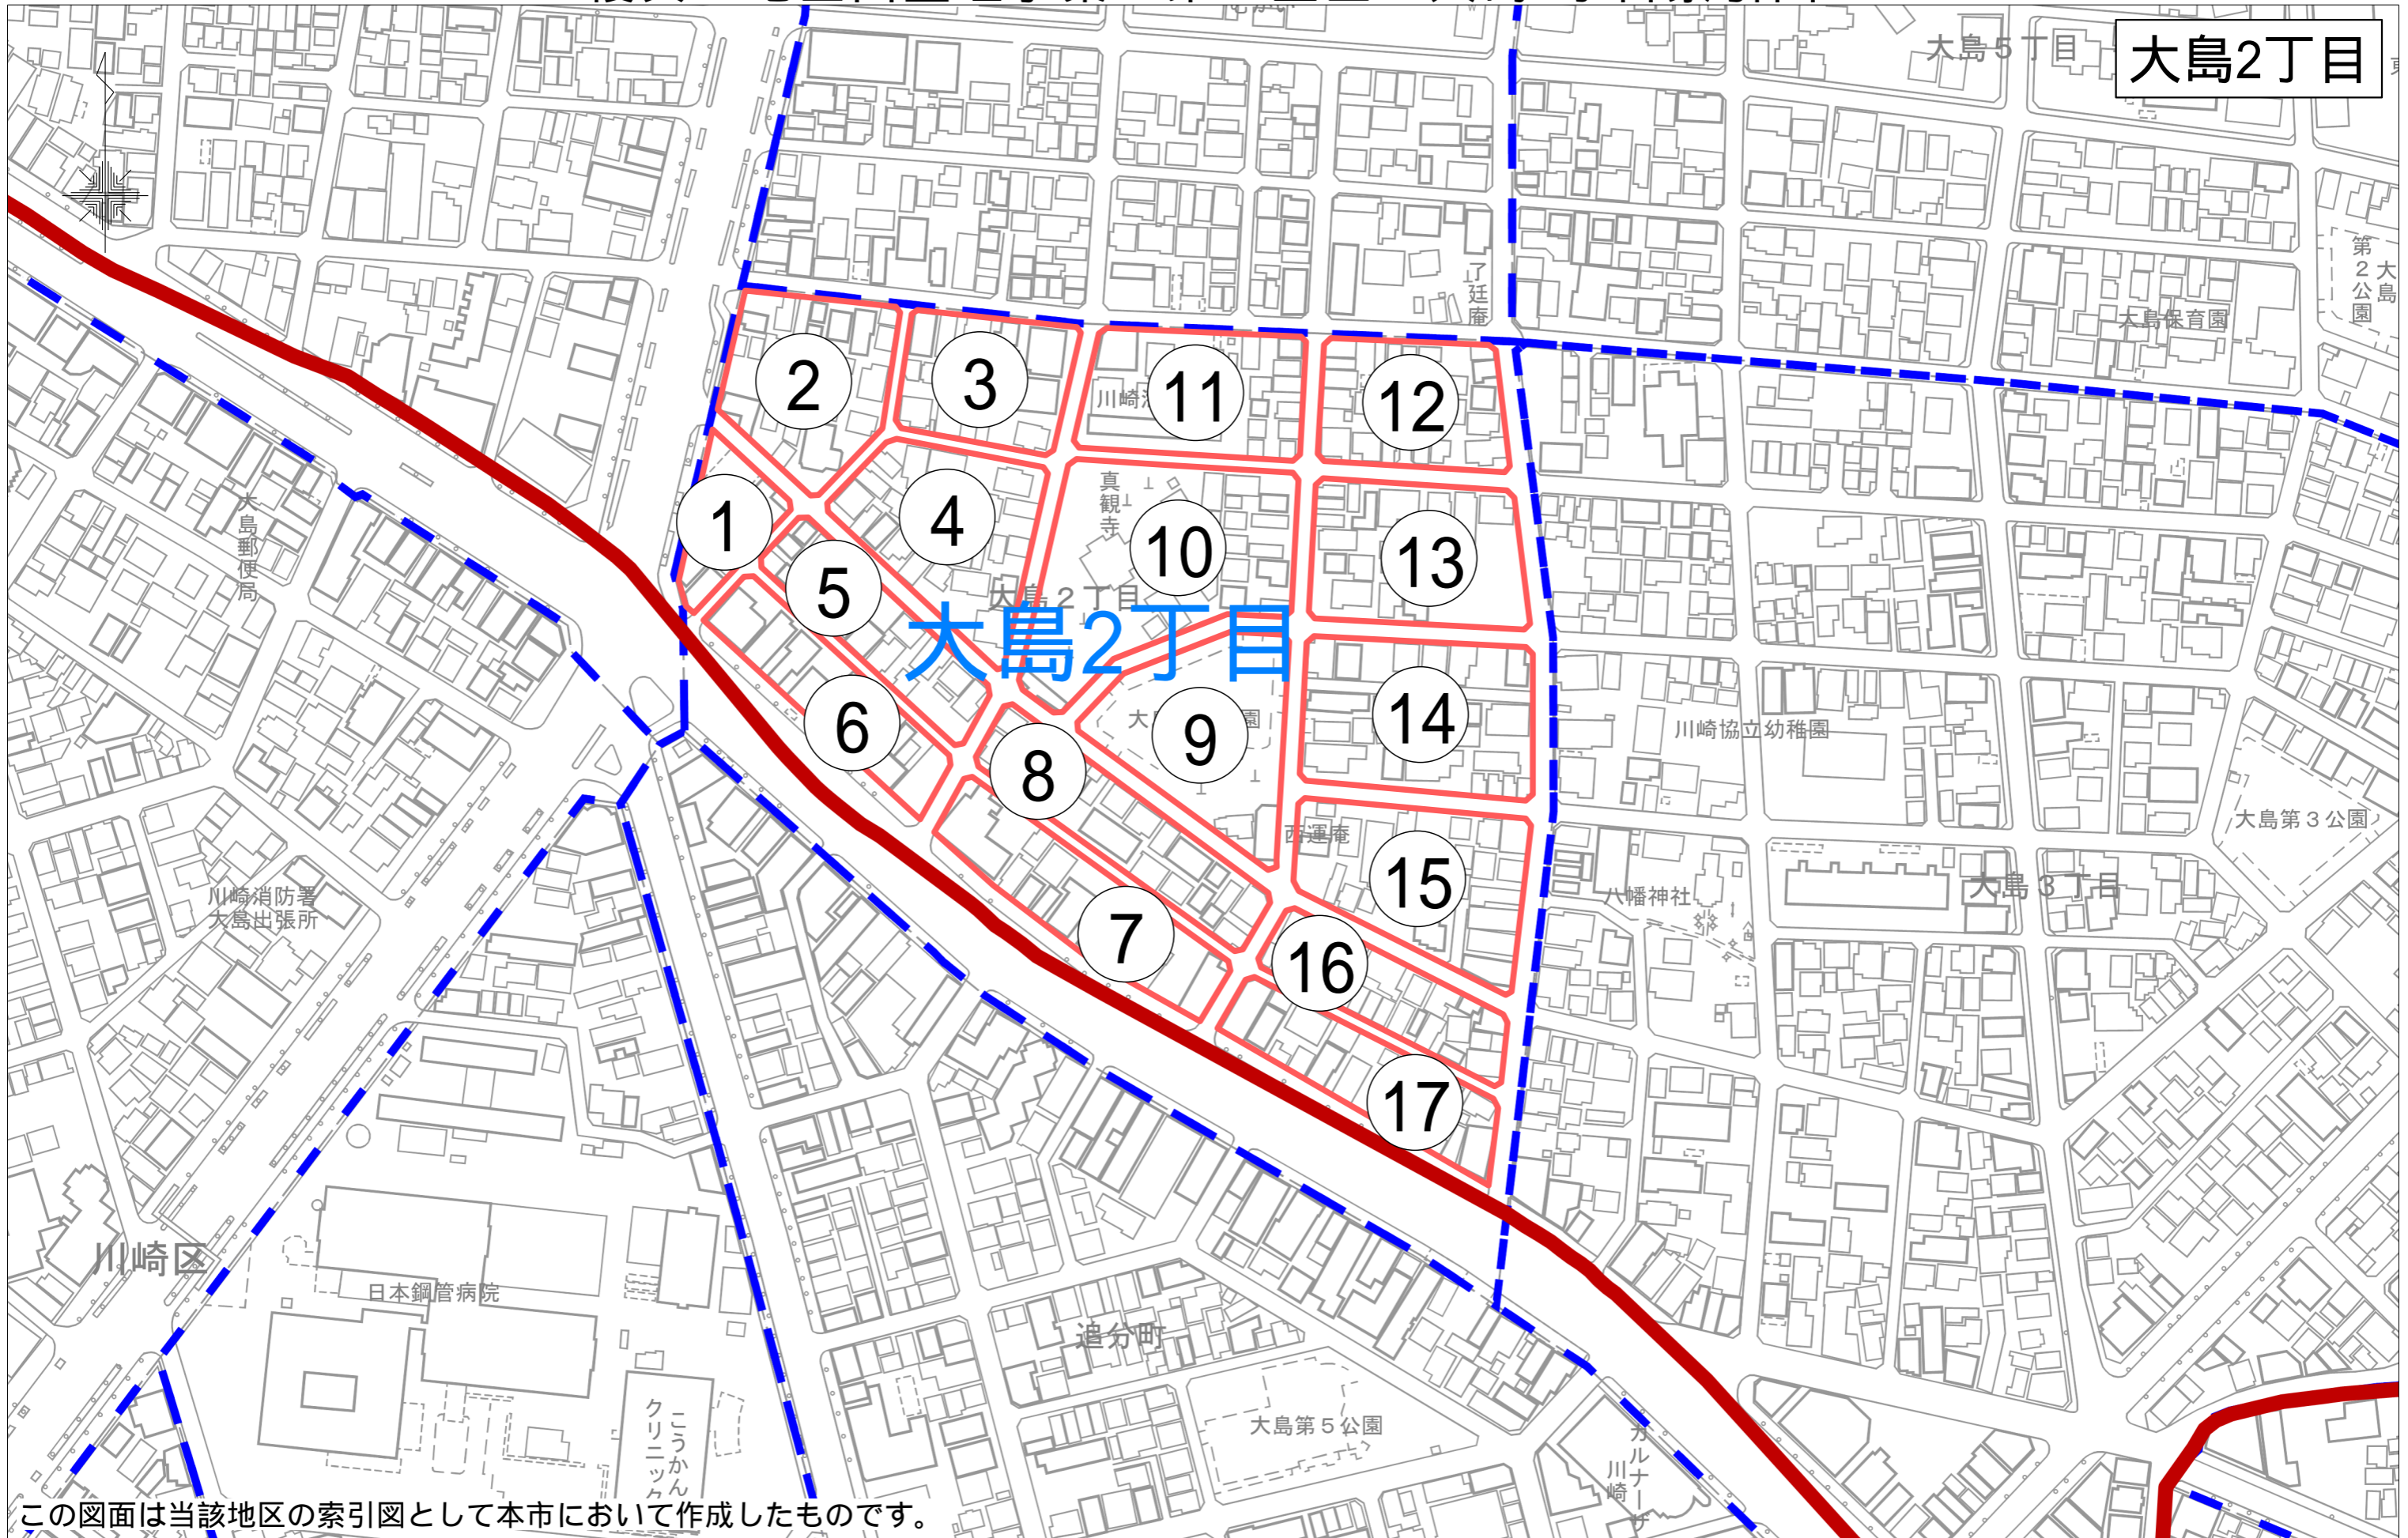 大島5丁目
大島2丁目
第2公園
大島
了廷庵
大島保育園
2
3
11
12
川崎
真観寺
1
4
10
13
大島郵便局
5
大島2丁目
大島2丁目
6
8
9
園
14
川崎協立幼稚園
大島第3公園
西運庵
15
八幡神社
大島3丁目
川崎消防署
大島出張所
7
16
17
川崎区
日本鋼管病院
追分町
大島第5公園
こうかん
クリニック
カルナーザ
川崎
この図面は当該地区の索引図として本市において作成したものです。